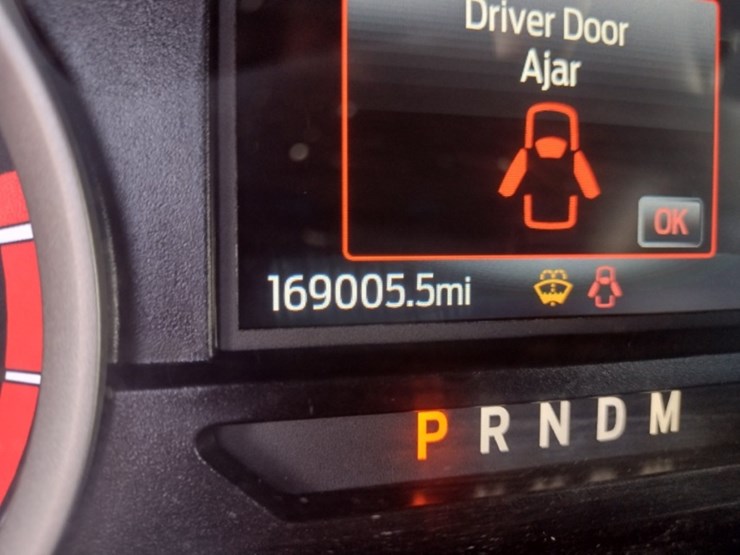 Driver Door
Ajar
OK
169005.5mi
P R N D M